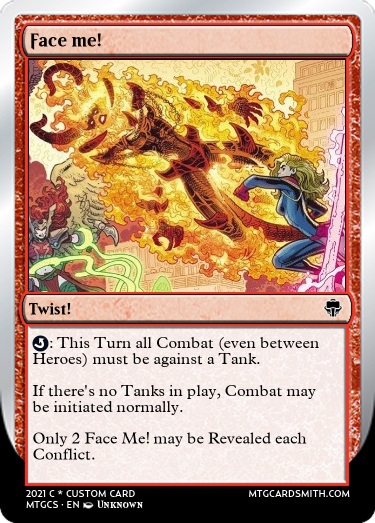 Face me!
Twist!
: This Turn all Combat (even between
Heroes) must be against a Tank.
If there's no Tanks in play, Combat may
be initiated normally.
Only 2 Face Me! may be Revealed each
Conflict.
2021 C * CUSTOM CARD
MTGCS · EN Unknown
MTGCARDSMITH.COM